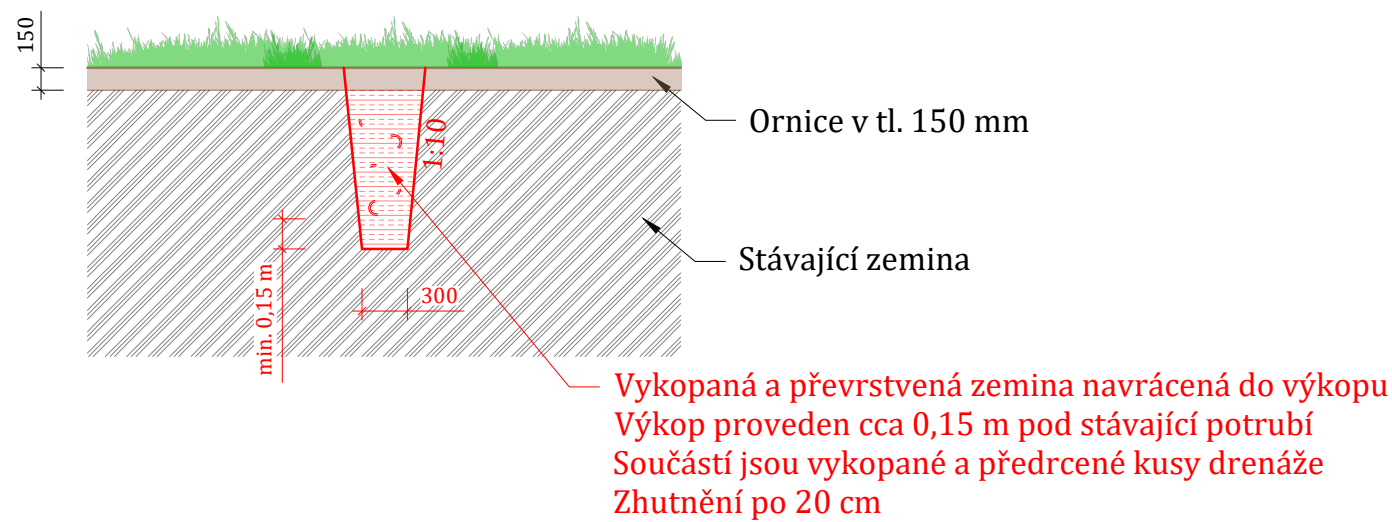 150
Ornice v tl. 150 mm
1:10
Stávající zemina
min. 0,15 m
300
Vykopaná a převrstvená zemina navrácená do výkopu
Výkop proveden cca 0,15 m pod stávající potrubí
Součástí jsou vykopané a předrcené kusy drenáže
Zhutnění po 20 cm